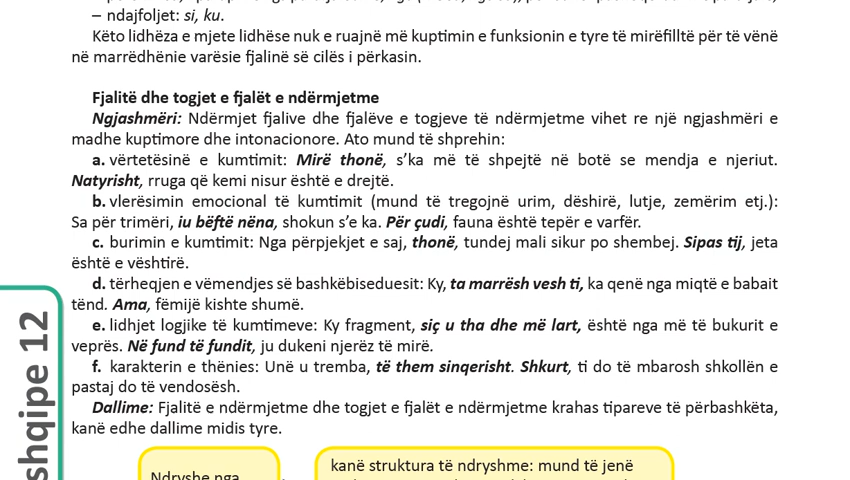 – ndajfoljet: si, ku.
Këto lidhëza e mjete lidhëse nuk e ruajnë më kuptimin e funksionin e tyre të mirëfilltë për të vënë
në marrëdhënie varësie fjalinë së cilës i përkasin.
Fjalitë dhe togjet e fjalët e ndërmjetme
Ngjashmëri: Ndërmjet fjalive dhe fjalëve e togjeve të ndërmjetme vihet re një ngjashmëri e
madhe kuptimore dhe intonacionore. Ato mund të shprehin:
a. vërtetësinë e kumtimit: Mirë thonë, s’ka më të shpejtë në botë se mendja e njeriut.
Natyrisht, rruga që kemi nisur është e drejtë.
b. vlerësimin emocional të kumtimit (mund të tregojnë urim, dëshirë, lutje, zemërim etj.):
Sa për trimëri, iu bëftë nëna, shokun s’e ka. Për çudi, fauna është tepër e varfër.
c. burimin e kumtimit: Nga përpjekjet e saj, thonë, tundej mali sikur po shembej. Sipas tij, jeta
është e vështirë.
d. tërheqjen e vëmendjes së bashkëbiseduesit: Ky, ta marrësh vesh ti, ka qenë nga miqtë e babait
tënd. Ama, fëmijë kishte shumë.
e. lidhjet logjike të kumtimeve: Ky fragment, siç u tha dhe më lart, është nga më të bukurit e
veprës. Në fund të fundit, ju dukeni njerëz të mirë.
f. karakterin e thënies: Unë u tremba, të them sinqerisht. Shkurt, ti do të mbarosh shkollën e
pastaj do të vendosësh.
Dallime: Fjalitë e ndërmjetme dhe togjet e fjalët e ndërmjetme krahas tipareve të përbashkëta,
kanë edhe dallime midis tyre.
shqipe 12
Ndryshe nga
kanë struktura të ndryshme: mund të jenë